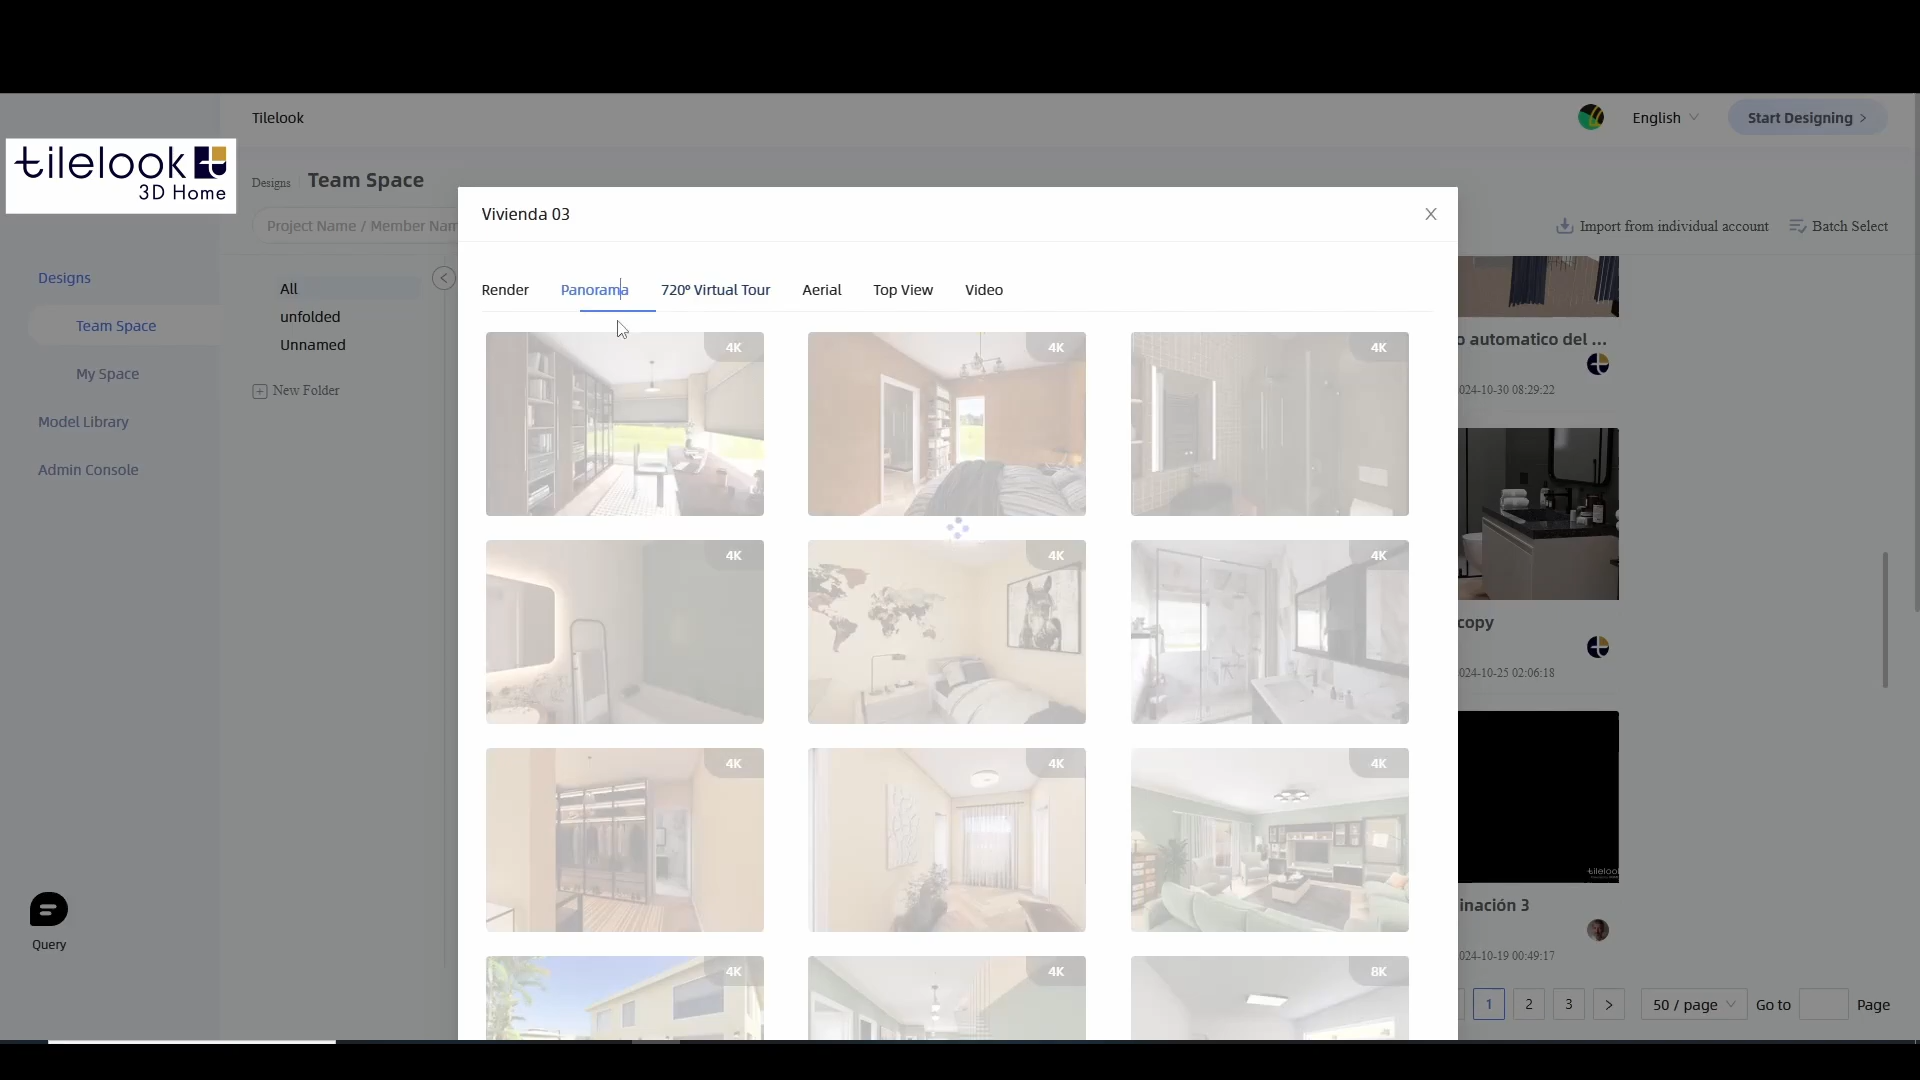 Tilelook
English
Start Designing >
tilelook
3D Home
Designs
Team Space
Project Name / Member Nam
Import from individual account
Batch Select
Designs
Team Space
My Space
Model Library
Admin Console
All
unfolded
Unnamed
New Folder
Vivienda 03
Render
Panorama
720° Virtual Tour
Aerial
Top View
Video
4K
4K
4K
4K
4K
4K
4K
4K
4K
4K
4K
8K
o automatico del ...
024-10-30 08:29:22
copy
024-10-25 02:06:18
tilelool
inación 3
024-10-19 00:49:17
Query
1
2
3
>
50 / page
Go to
Page